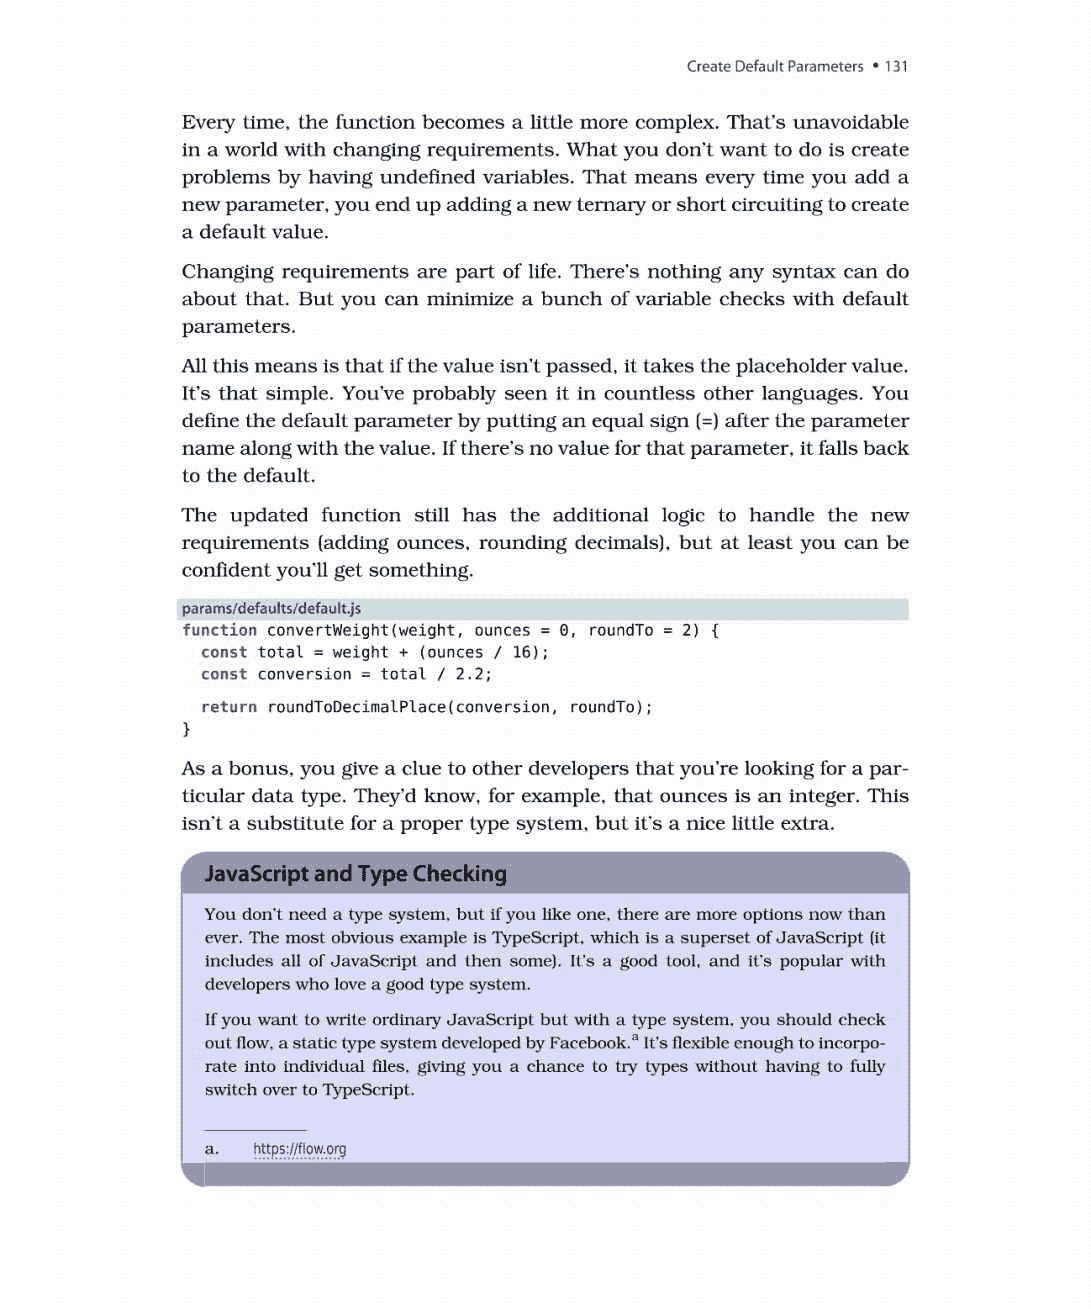 Create Default Parameters • 131
Every time, the function becomes a little more complex. That's unavoidable
in a world with changing requirements. What you don't want to do is create
problems by having undefined variables. That means every time you add a
new parameter, you end up adding a new ternary or short circuiting to create
a default value.
Changing requirements are part of life. There's nothing any syntax can do
about that. But you can minimize a bunch of variable checks with default
parameters.
All this means is that if the value isn't passed, it takes the placeholder value.
It's that simple. You've probably seen it in countless other languages. You
define the default parameter by putting an equal sign (=) after the parameter
name along with the value. If there's no value for that parameter, it falls back
to the default.
The updated function still has the additional logic to handle the new
requirements (adding ounces, rounding decimals), but at least you can be
confident you'll get something.
params/defaults/default.js
function convertWeight(weight, ounces = 0, roundTo = 2) {
  const total = weight + (ounces / 16);
  const conversion = total / 2.2;
  return roundToDecimalPlace(conversion, roundTo);
}
As a bonus, you give a clue to other developers that you're looking for a par-
ticular data type. They'd know, for example, that ounces is an integer. This
isn't a substitute for a proper type system, but it's a nice little extra.
JavaScript and Type Checking
You don't need a type system, but if you like one, there are more options now than
ever. The most obvious example is TypeScript, which is a superset of JavaScript (it
includes all of JavaScript and then some). It's a good tool, and it's popular with
developers who love a good type system.
If you want to write ordinary JavaScript but with a type system, you should check
out flow, a static type system developed by Facebook.a It's flexible enough to incorpo-
rate into individual files, giving you a chance to try types without having to fully
switch over to TypeScript.
a. https://flow.org